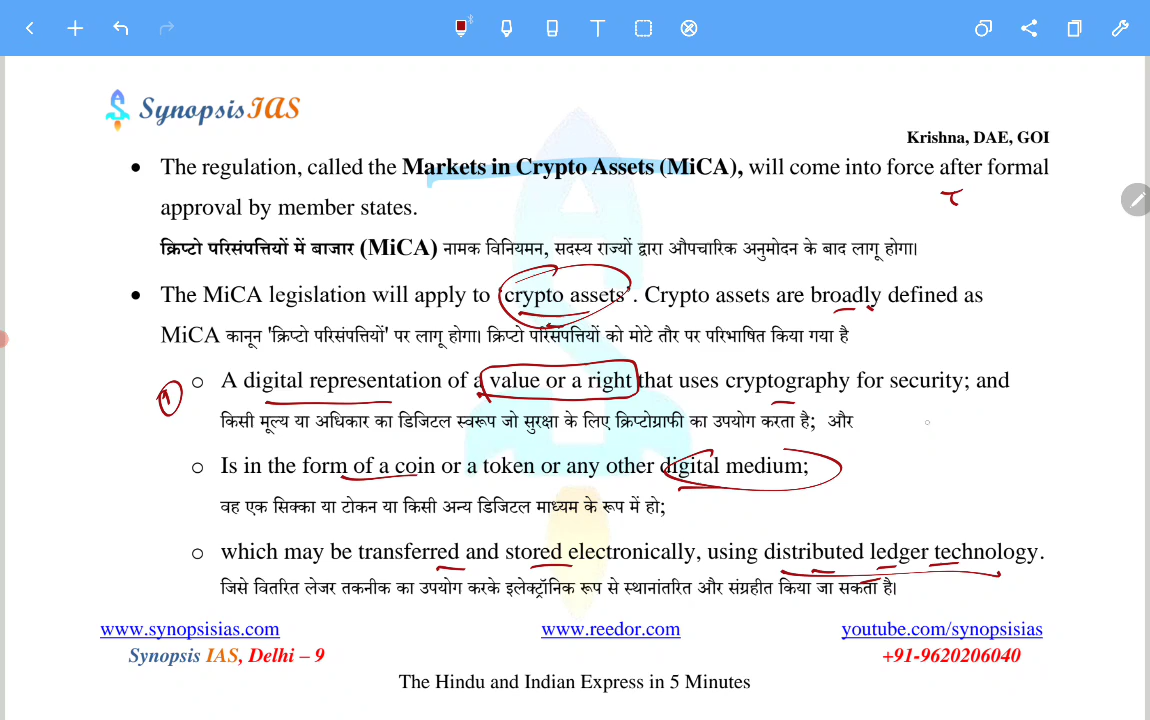 Synopsis IAS
Krishna, DAE, GOI
• The regulation, called the Markets in Crypto Assets (MiCA), will come into force after formal
approval by member states.
क्रिप्टो परिसंपत्तियों में बाजार (MiCA) नामक विनियमन, सदस्य राज्यों द्वारा औपचारिक अनुमोदन के बाद लागू होगा।
• The MiCA legislation will apply to 'crypto assets'. Crypto assets are broadly defined as
MiCA कानून 'क्रिप्टो परिसंपत्तियों' पर लागू होगा। क्रिप्टो परिसंपत्तियों को मोटे तौर पर परिभाषित किया गया है
o A digital representation of a value or a right that uses cryptography for security; and
किसी मूल्य या अधिकार का डिजिटल स्वरूप जो सुरक्षा के लिए क्रिप्टोग्राफी का उपयोग करता है; और
o Is in the form of a coin or a token or any other digital medium;
वह एक सिक्का या टोकन या किसी अन्य डिजिटल माध्यम के रूप में हो;
o which may be transferred and stored electronically, using distributed ledger technology.
जिसे वितरित लेजर तकनीक का उपयोग करके इलेक्ट्रॉनिक रूप से स्थानांतरित और संग्रहीत किया जा सकता है।
www.synopsisias.com www.reedor.com youtube.com/synopsisias
Synopsis IAS, Delhi – 9 +91-9620206040
The Hindu and Indian Express in 5 Minutes